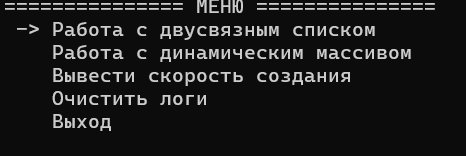 =============== МЕНЮ ===============
-> Работа с двусвязным списком
Работа с динамическим массивом
Вывести скорость создания
Очистить логи
Выход